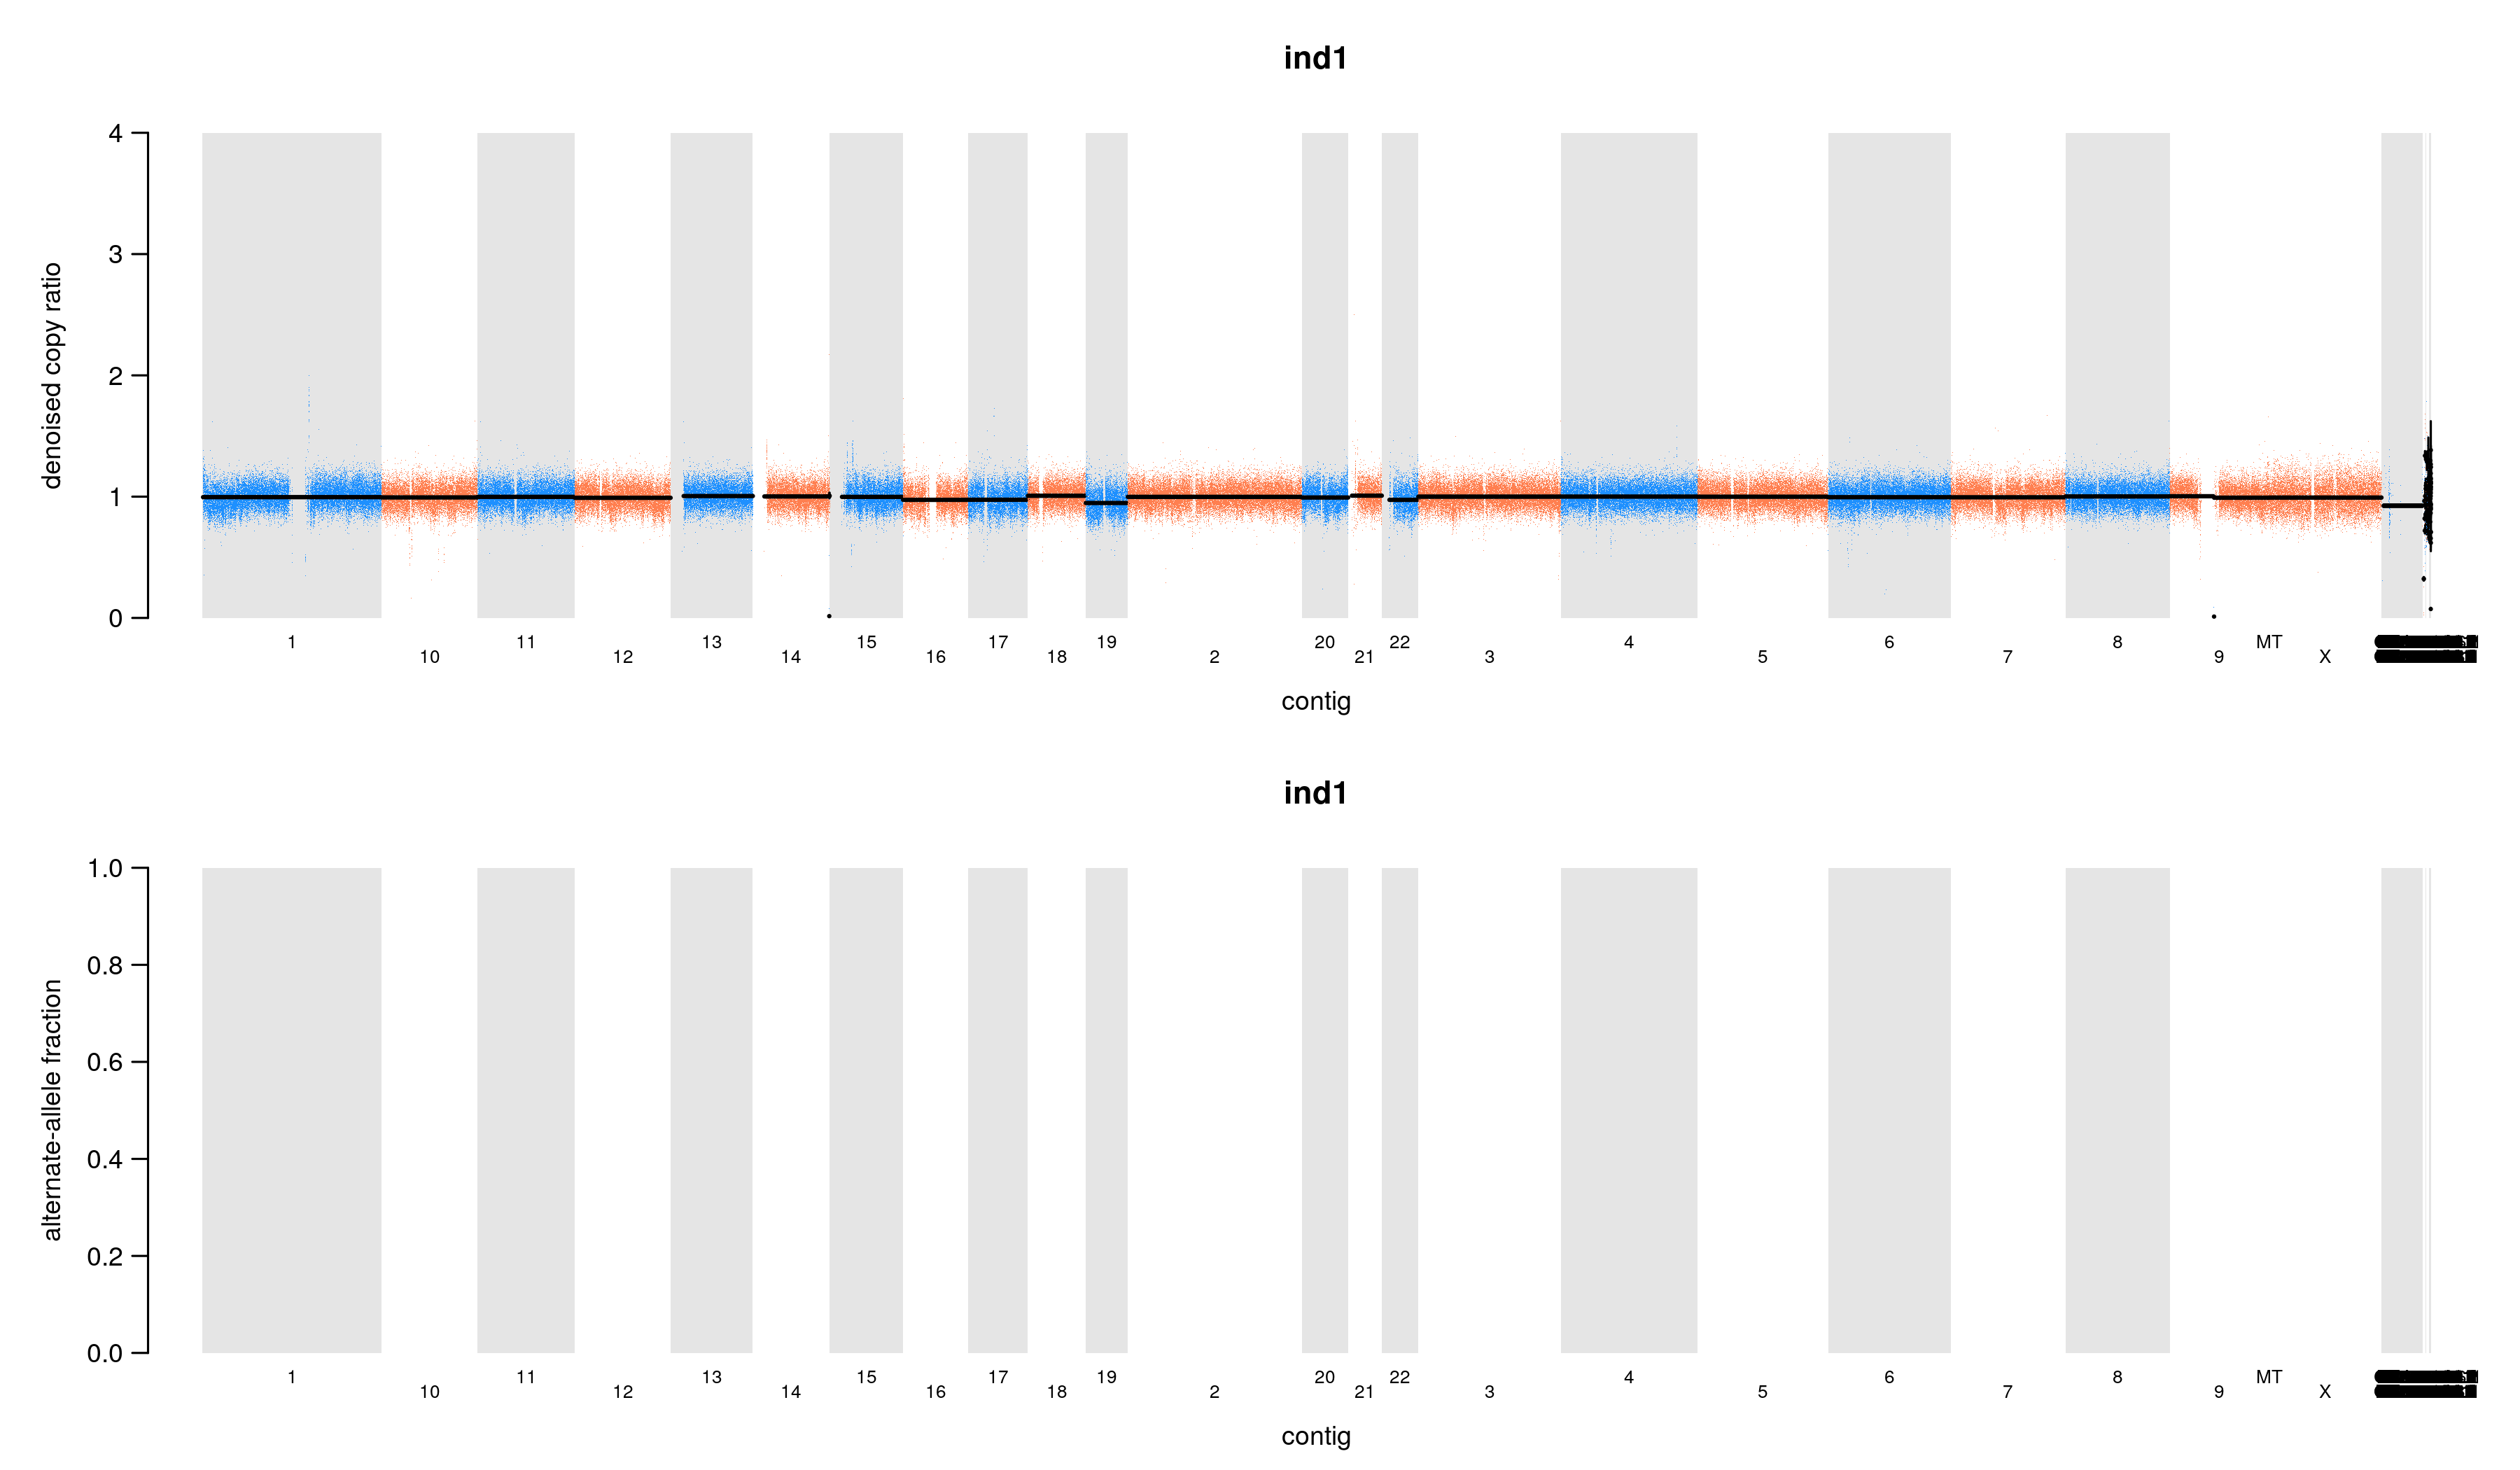 ind1
denoised copy ratio
4
3
2
1
0
1 11 13 15 17 19 20 22 4 6 8 MT
10 12 14 16 18 2 21 3 5 7 9 X
contig
ind1
alternate-allele fraction
1.0
0.8
0.6
0.4
0.2
0.0
1 11 13 15 17 19 20 22 4 6 8 MT
10 12 14 16 18 2 21 3 5 7 9 X
contig